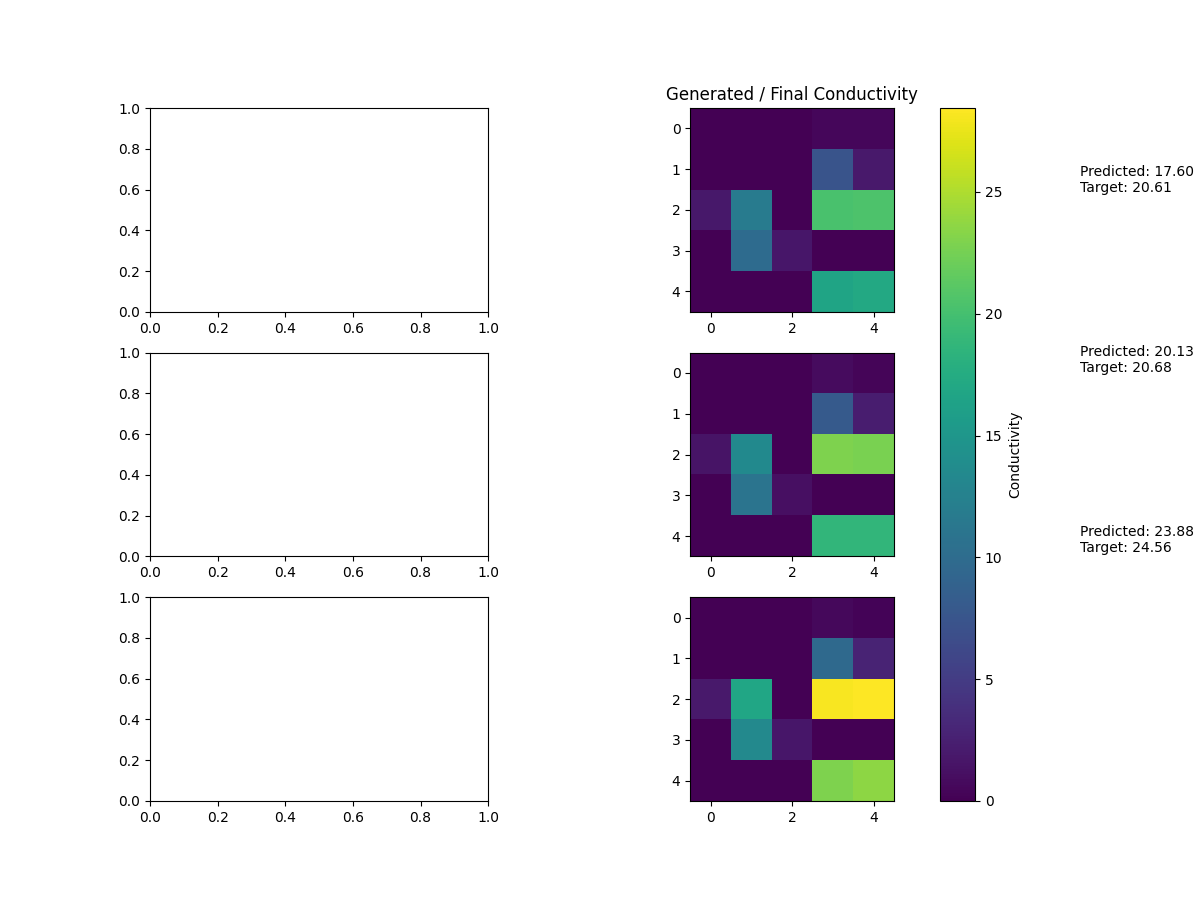 Generated / Final Conductivity
1.0
0.8
0.6
0.4
0.2
0.0
0.0 0.2 0.4 0.6 0.8 1.0
0
1
2
3
4
0 2 4
Predicted: 17.60
Target: 20.61
1.0
0.8
0.6
0.4
0.2
0.0
0.0 0.2 0.4 0.6 0.8 1.0
0
1
2
3
4
0 2 4
Predicted: 20.13
Target: 20.68
1.0
0.8
0.6
0.4
0.2
0.0
0.0 0.2 0.4 0.6 0.8 1.0
0
1
2
3
4
0 2 4
Predicted: 23.88
Target: 24.56
25
20
15
10
5
0
Conductivity